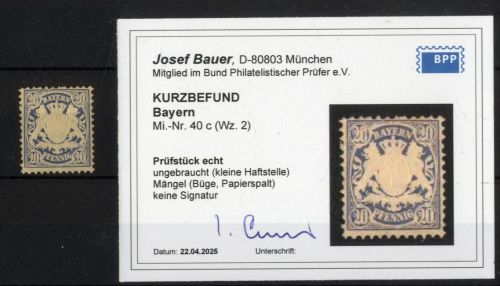 20 BAYERN 20
20 PFENNIG 20
Josef Bauer, D-80803 München
Mitglied im Bund Philatelistischer Prüfer e.V.
BPP
KURZBEFUND
Bayern
Mi.-Nr. 40 c (Wz. 2)
Prüfstück echt
ungebraucht (kleine Haftstelle)
Mängel (Büge, Papierspalt)
keine Signatur
Datum: 22.04.2025 Unterschrift:
20 BAYERN 20
20 PFENNIG 20